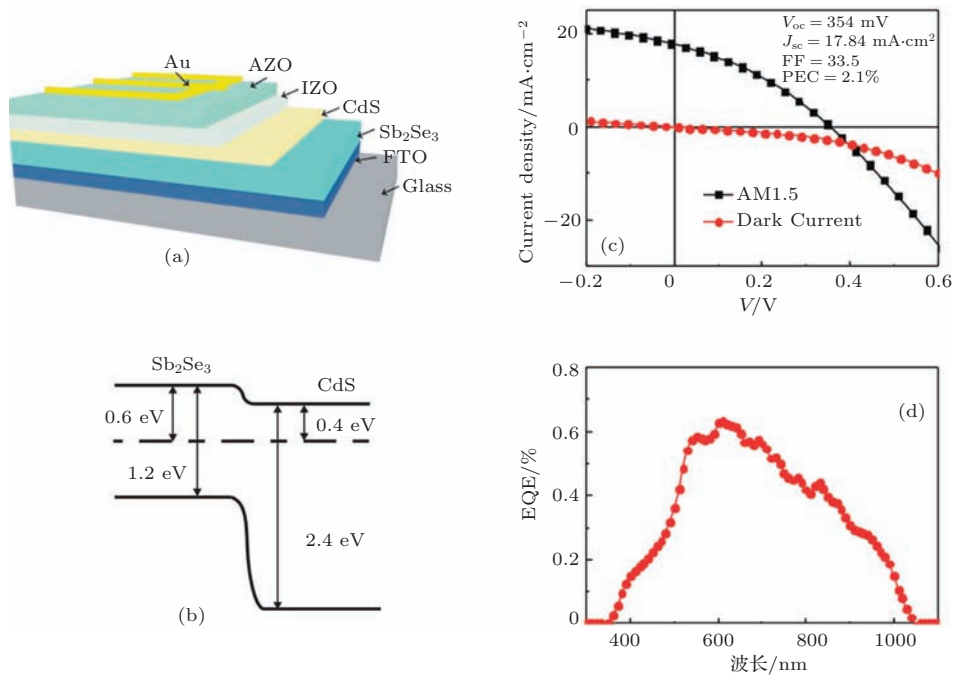 Au
AZO
IZO
CdS
Sb₂Se₃
FTO
Glass
(a)
Current density/mA·cm⁻²
20
0
−20
V_oc = 354 mV
J_sc = 17.84 mA·cm²
FF = 33.5
PEC = 2.1%
AM1.5
Dark Current
(c)
−0.2
0
0.2
0.4
0.6
V/V
Sb₂Se₃
CdS
0.6 eV
0.4 eV
1.2 eV
2.4 eV
(b)
EQE/%
0.8
0.6
0.4
0.2
0
(d)
400
600
800
1000
波长/nm